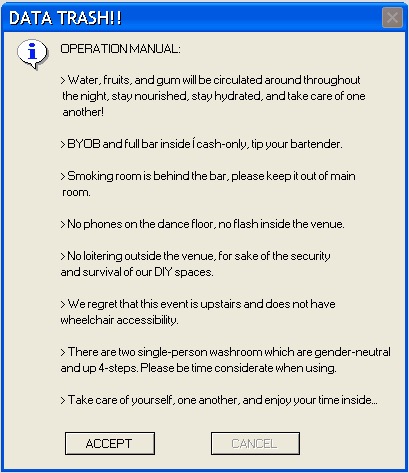 DATA TRASH!!
OPERATION MANUAL:
> Water, fruits, and gum will be circulated around throughout
the night, stay nourished, stay hydrated, and take care of one
another!
> BYOB and full bar inside Í cash-only, tip your bartender.
> Smoking room is behind the bar, please keep it out of main
room.
> No phones on the dance floor, no flash inside the venue.
> No loitering outside the venue, for sake of the security
and survival of our DIY spaces.
> We regret that this event is upstairs and does not have
wheelchair accessibility.
> There are two single-person washroom which are gender-neutral
and up 4-steps. Please be time considerate when using.
> Take care of yourself, one another, and enjoy your time inside...
ACCEPT
CANCEL